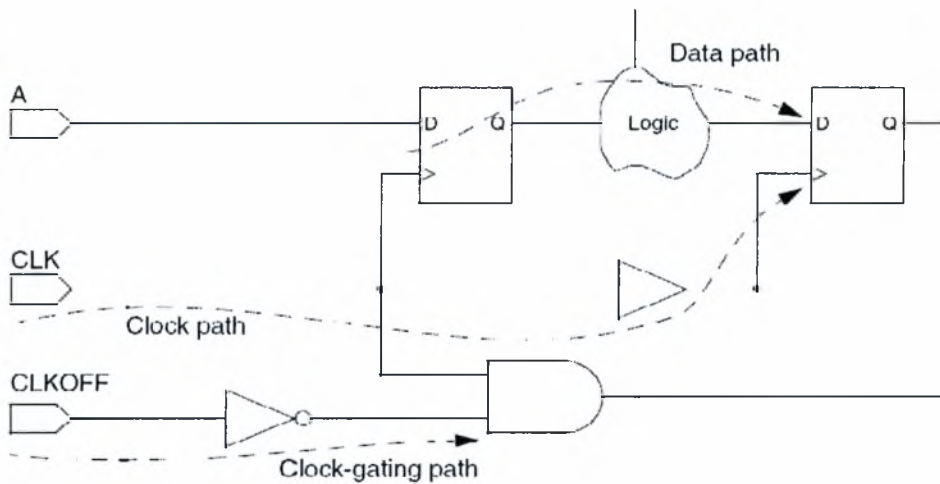 Data path
A
D Q
Logic
D Q
CLK
Clock path
CLKOFF
Clock-gating path